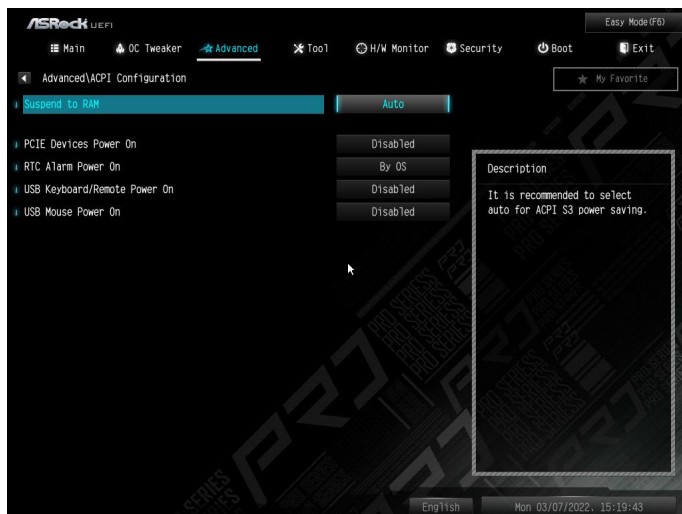 ASRock UEFI
Easy Mode(F6)
Main OC Tweaker Advanced Tool H/W Monitor Security Boot Exit
Advanced\ACPI Configuration
My Favorite
Suspend to RAM Auto
PCIE Devices Power On Disabled
RTC Alarm Power On By OS
USB Keyboard/Remote Power On Disabled
USB Mouse Power On Disabled
Description
It is recommended to select
auto for ACPI S3 power saving.
PRO SERIES
English
Mon 03/07/2022, 15:19:43